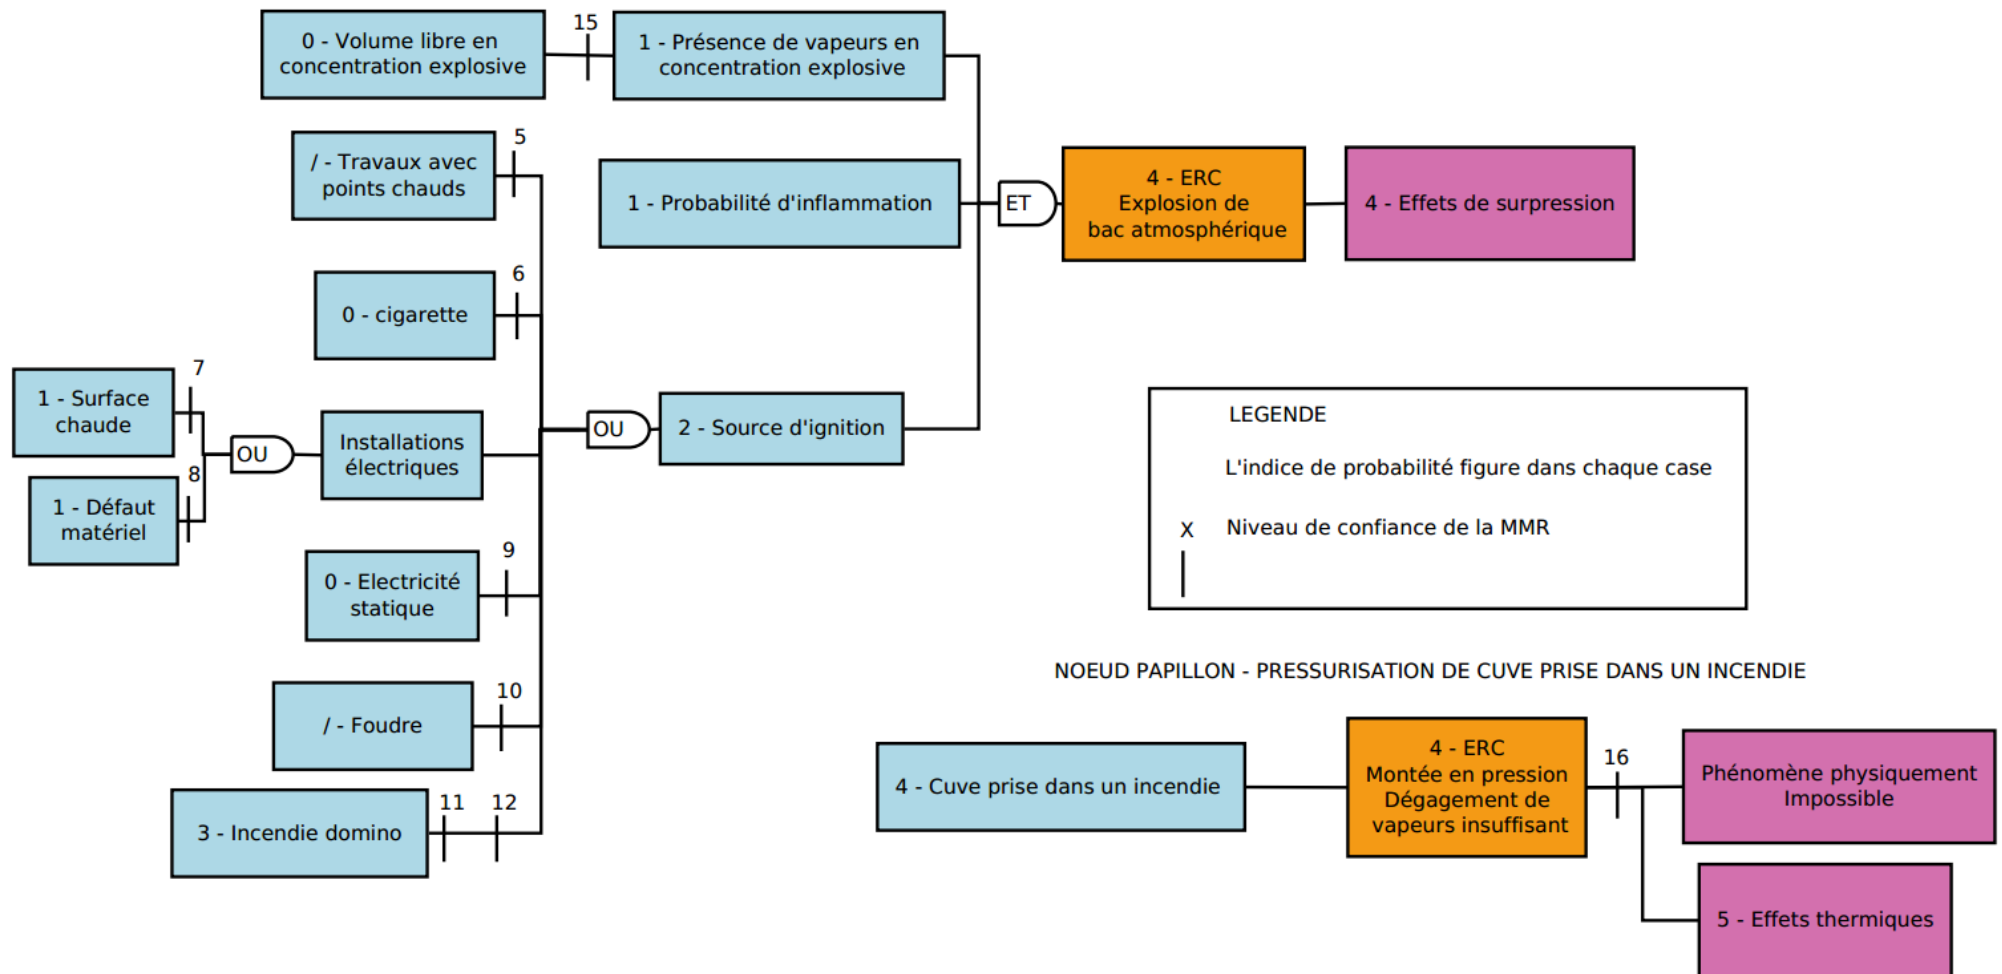 0 - Volume libre en
concentration explosive
15
1 - Présence de vapeurs en
concentration explosive
/ - Travaux avec
points chauds
5
1 - Probabilité d'inflammation
ET
4 - ERC
Explosion de
bac atmosphérique
4 - Effets de surpression
0 - cigarette
6
1 - Surface
chaude
7
1 - Défaut
matériel
8
OU
Installations
électriques
OU
2 - Source d'ignition
0 - Electricité
statique
9
/ - Foudre
10
3 - Incendie domino
11
12
LEGENDE
L'indice de probabilité figure dans chaque case
X
Niveau de confiance de la MMR
NOEUD PAPILLON - PRESSURISATION DE CUVE PRISE DANS UN INCENDIE
4 - Cuve prise dans un incendie
4 - ERC
Montée en pression
Dégagement de
vapeurs insuffisant
16
Phénomène physiquement
Impossible
5 - Effets thermiques